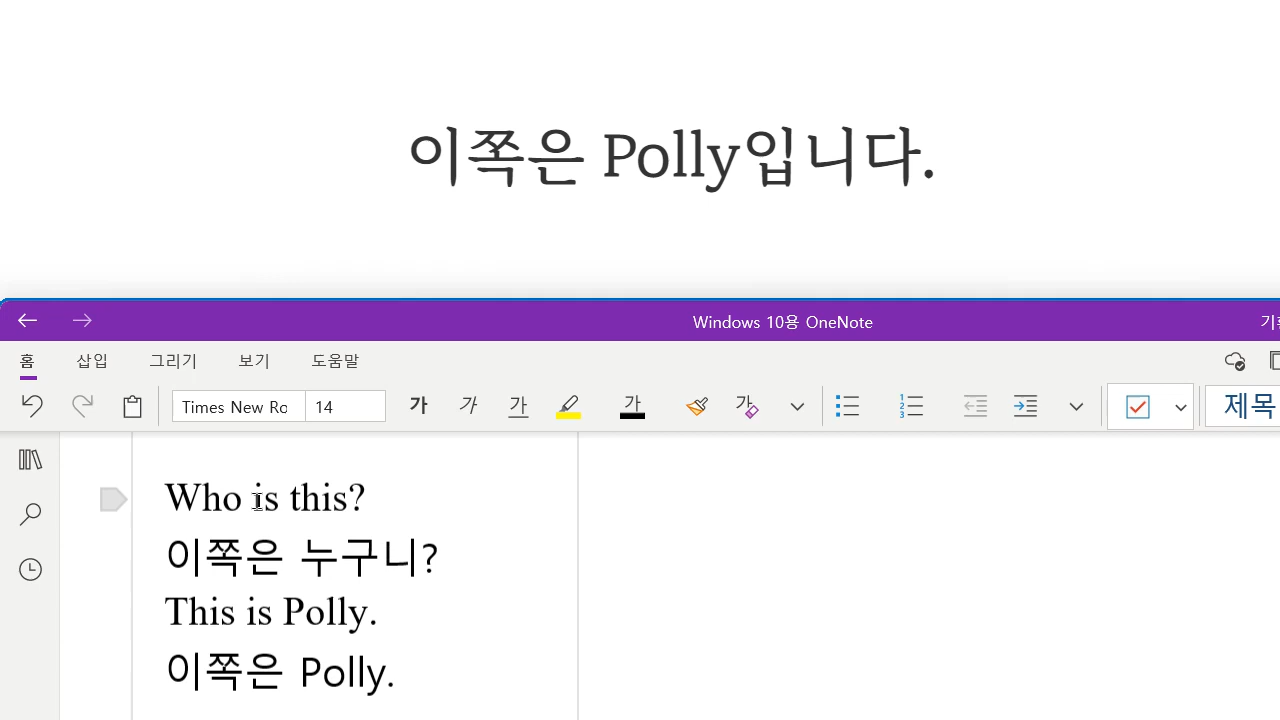 이쪽은 Polly입니다.
Windows 10용 OneNote
홈 삽입 그리기 보기 도움말
Times New Ro 14 가 가 가 가 가 제목
Who is this?
이쪽은 누구니?
This is Polly.
이쪽은 Polly.